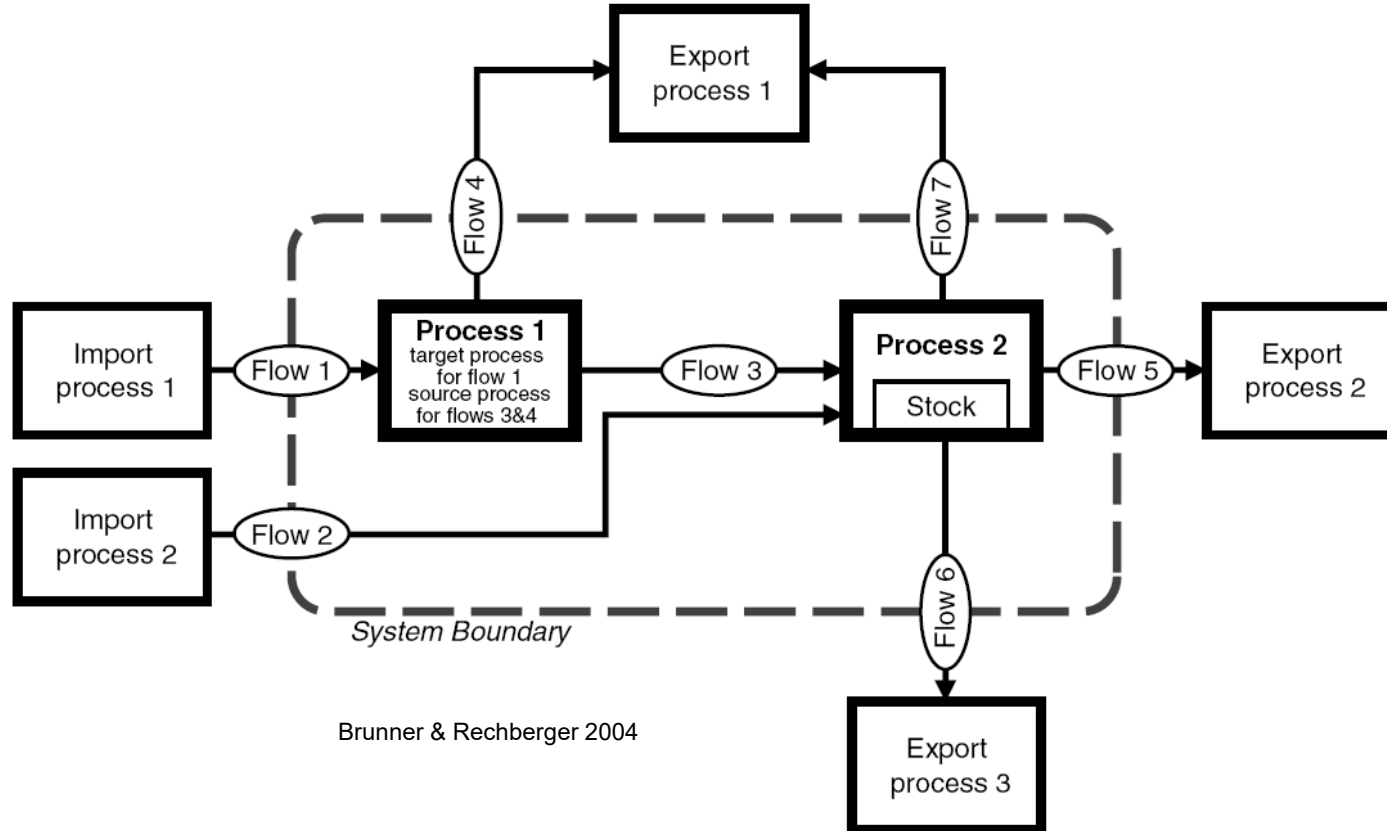 Export
process 1
Flow 4
Flow 7
Import
process 1
Flow 1
Process 1
target process
for flow 1
source process
for flows 3&4
Flow 3
Process 2
Stock
Flow 5
Export
process 2
Import
process 2
Flow 2
Flow 6
System Boundary
Brunner & Rechberger 2004
Export
process 3